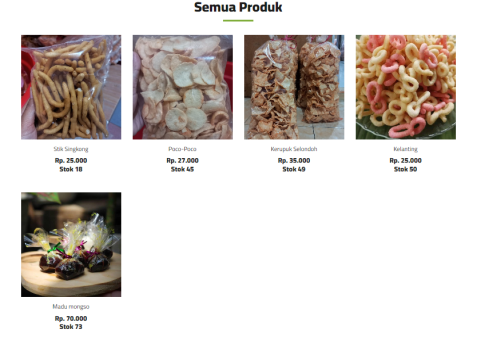 Semua Produk
Stik Singkong
Rp. 25.000
Stok 18
Poco-Poco
Rp. 27.000
Stok 45
Kerupuk Selondoh
Rp. 35.000
Stok 49
Kelanting
Rp. 25.000
Stok 50
Madu mongso
Rp. 70.000
Stok 73